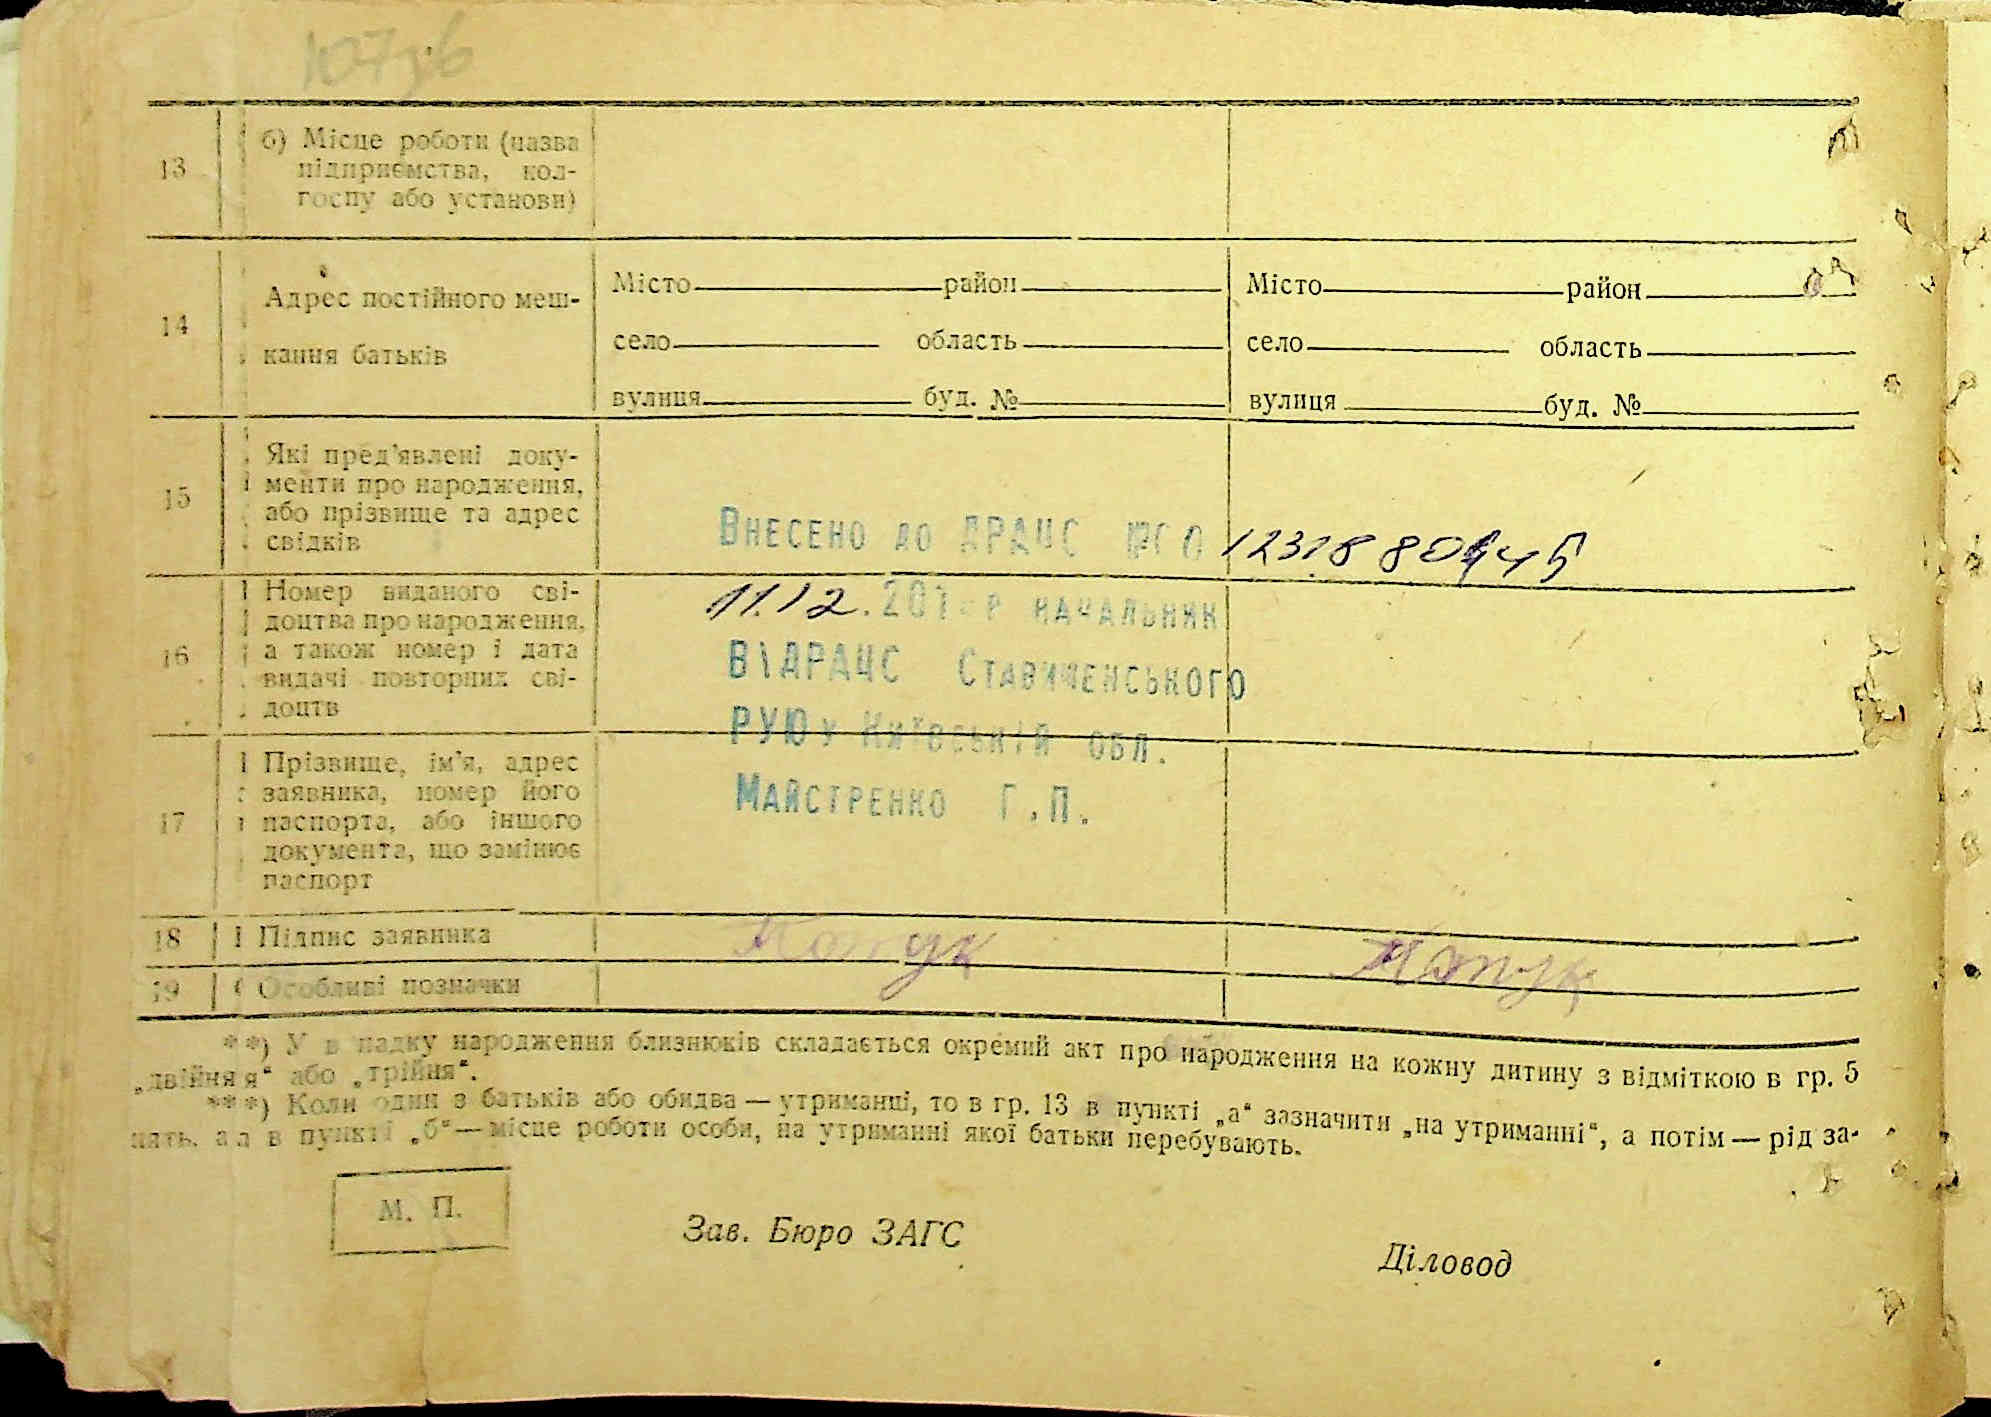 107зв
13
б) Місце роботи (назва
підприємства, кол-
госпу або установи)
14
Адрес постійного меш-
кання батьків
Місто район
село область
вулиця буд. №
Місто район
село область
вулиця буд. №
15
Які пред'явлені доку-
менти про народження,
або прізвище та адрес
свідків
Внесено до ДРАЦС
16
Номер виданого сві-
доцтва про народження,
а також номер і дата
видачі повторних сві-
доцтв
11.12.201 р начальник
ВДРАЦС Ставищенського
РУЮ у Київській обл.
Майстренко Г.П.
17
Прізвище, ім'я, адрес
заявника, номер його
паспорта, або іншого
документа, що замінює
паспорт
18 Підпис заявника
19 Особливі позначки
**) У в падку народження близнюків складається окремий акт про народження на кожну дитину з відміткою в гр. 5
„двійня я“ або „трійня“.
***) Коли один з батьків або обидва — утриманці, то в гр. 13 в пункті „а“ зазначити „на утриманні“, а потім — рід за-
нять, а л в пункті „б“ — місце роботи особи, на утриманні якої батьки перебувають.
М. П.
Зав. Бюро ЗАГС
Діловод